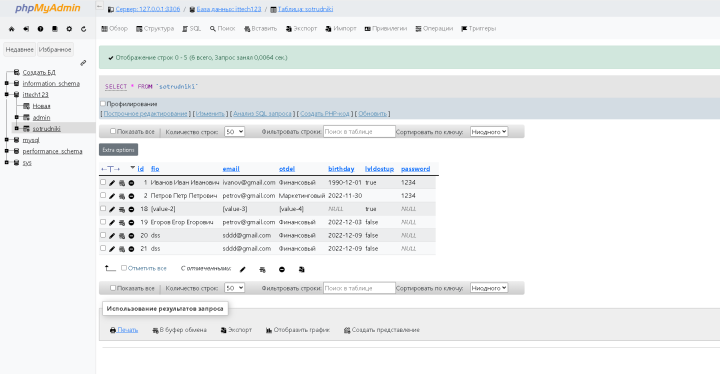 phpMyAdmin
Сервер: 127.0.0.1:3306 / База данных: ittech123 / Таблица: sotrudniki
Обзор Структура SQL Поиск Вставить Экспорт Импорт Привилегии Операции Триггеры
Недавнее Избранное
Создать БД
information_schema
ittech123
Новая
admin
sotrudniki
mysql
performance_schema
sys
Отображение строк 0 - 5 (6 всего, Запрос занял 0,0064 сек.)
SELECT * FROM `sotrudniki`
Профилирование
[ Построчное редактирование ] [ Изменить ] [ Анализ SQL запроса ] [ Создать PHP-код ] [ Обновить ]
Показать все Количество строк: 50 Фильтровать строки: Поиск в таблице Сортировать по ключу: Ниодного
Extra options
←T→ id fio email otdel birthday lvldostup password
1 Иванов Иван Иванович ivanov@gmail.com Финансовый 1990-12-01 true 1234
2 Петров Петр Петрович petrov@gmail.com Маркетинговый 2022-11-30 1234
18 [value-2] [value-3] [value-4] NULL true NULL
19 Егоров Егор Егорович petrov@gmail.com Финансовый 2022-12-03 false NULL
20 dss sddd@gmail.com Финансовый 2022-12-09 false NULL
21 dss sddd@gmail.com Финансовый 2022-12-09 false NULL
Отметить все С отмеченными:
Показать все Количество строк: 50 Фильтровать строки: Поиск в таблице Сортировать по ключу: Ниодного
Использование результатов запроса
Печать В буфер обмена Экспорт Отобразить график Создать представление